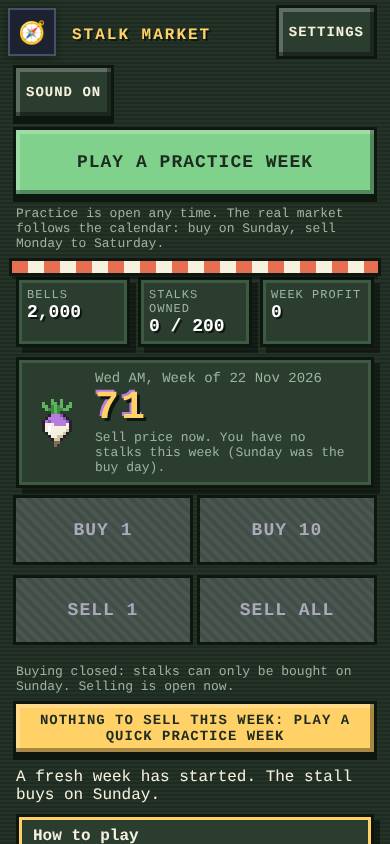 STALK MARKET
SETTINGS
SOUND ON
PLAY A PRACTICE WEEK
Practice is open any time. The real market
follows the calendar: buy on Sunday, sell
Monday to Saturday.
BELLS
2,000
STALKS
OWNED
0 / 200
WEEK PROFIT
0
Wed AM, Week of 22 Nov 2026
71
Sell price now. You have no
stalks this week (Sunday was the
buy day).
BUY 1
BUY 10
SELL 1
SELL ALL
Buying closed: stalks can only be bought on
Sunday. Selling is open now.
NOTHING TO SELL THIS WEEK: PLAY A
QUICK PRACTICE WEEK
A fresh week has started. The stall
buys on Sunday.
How to play